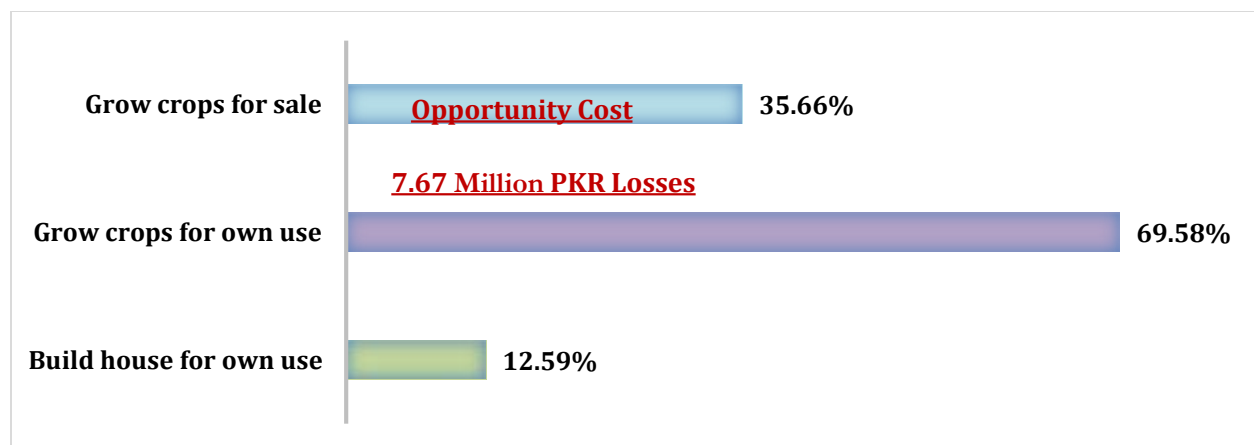 Grow crops for sale
Opportunity Cost
35.66%
7.67 Million PKR Losses
Grow crops for own use
69.58%
Build house for own use
12.59%